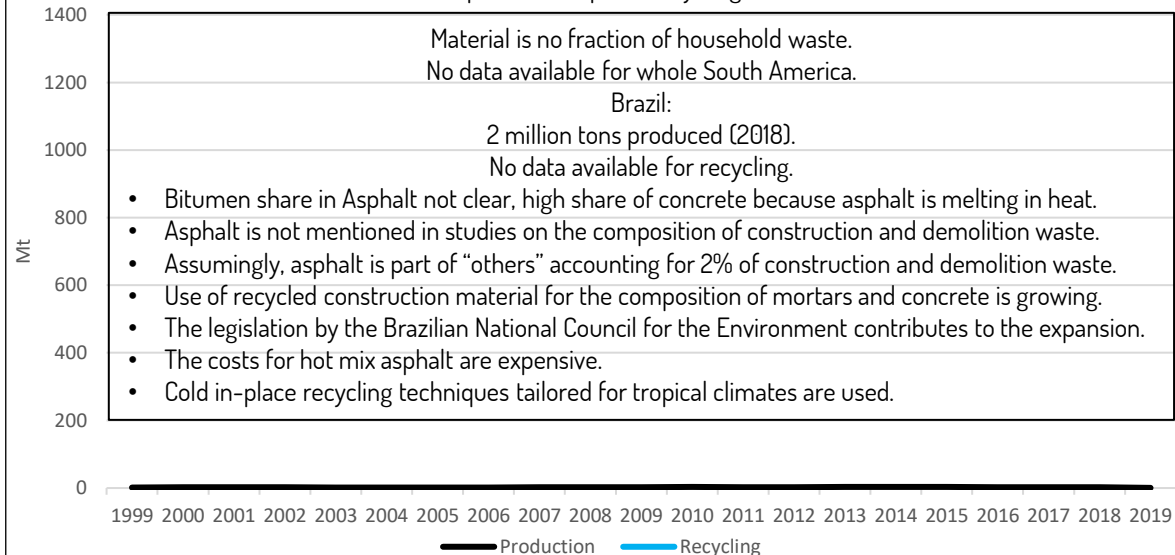 1400
Material is no fraction of household waste.
No data available for whole South America.
1200
Brazil:
2 million tons produced (2018).
1000
No data available for recycling.
• Bitumen share in Asphalt not clear, high share of concrete because asphalt is melting in heat.
800
• Asphalt is not mentioned in studies on the composition of construction and demolition waste.
Mt
• Assumingly, asphalt is part of “others” accounting for 2% of construction and demolition waste.
600
• Use of recycled construction material for the composition of mortars and concrete is growing.
• The legislation by the Brazilian National Council for the Environment contributes to the expansion.
400
• The costs for hot mix asphalt are expensive.
• Cold in-place recycling techniques tailored for tropical climates are used.
200
0
1999 2000 2001 2002 2003 2004 2005 2006 2007 2008 2009 2010 2011 2012 2013 2014 2015 2016 2017 2018 2019
Production Recycling